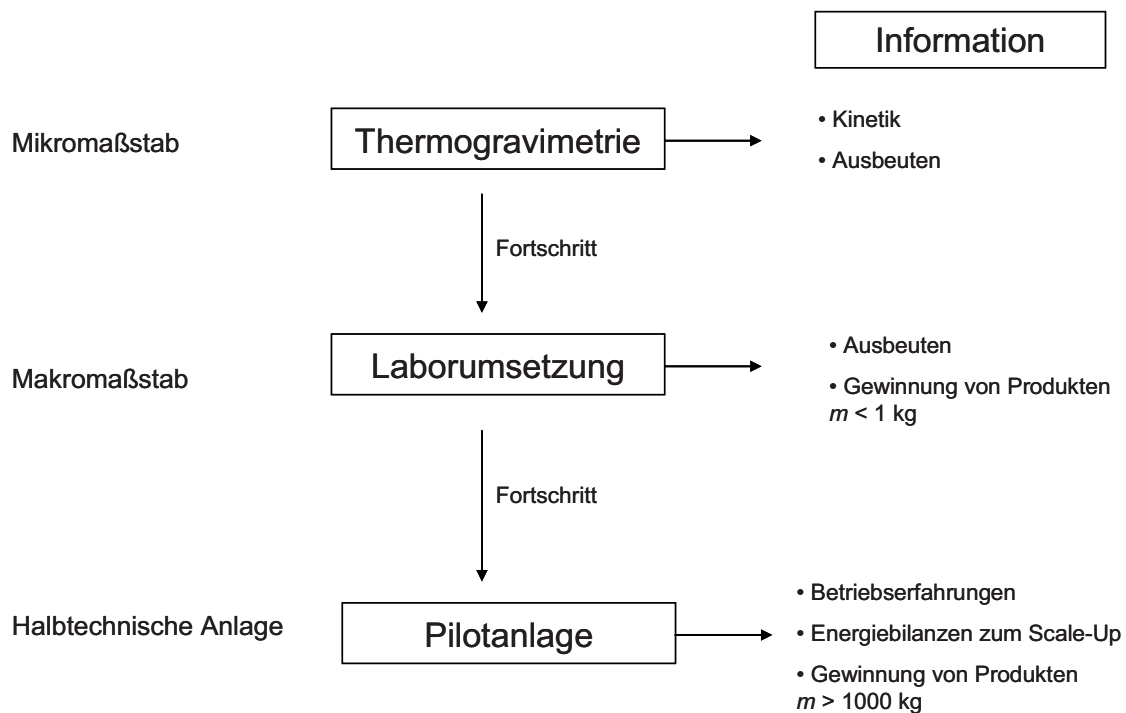 Information
Mikromaßstab
Thermogravimetrie
• Kinetik
• Ausbeuten
Fortschritt
Makromaßstab
Laborumsetzung
• Ausbeuten
• Gewinnung von Produkten
m < 1 kg
Fortschritt
Halbtechnische Anlage
Pilotanlage
• Betriebserfahrungen
• Energiebilanzen zum Scale-Up
• Gewinnung von Produkten
m > 1000 kg